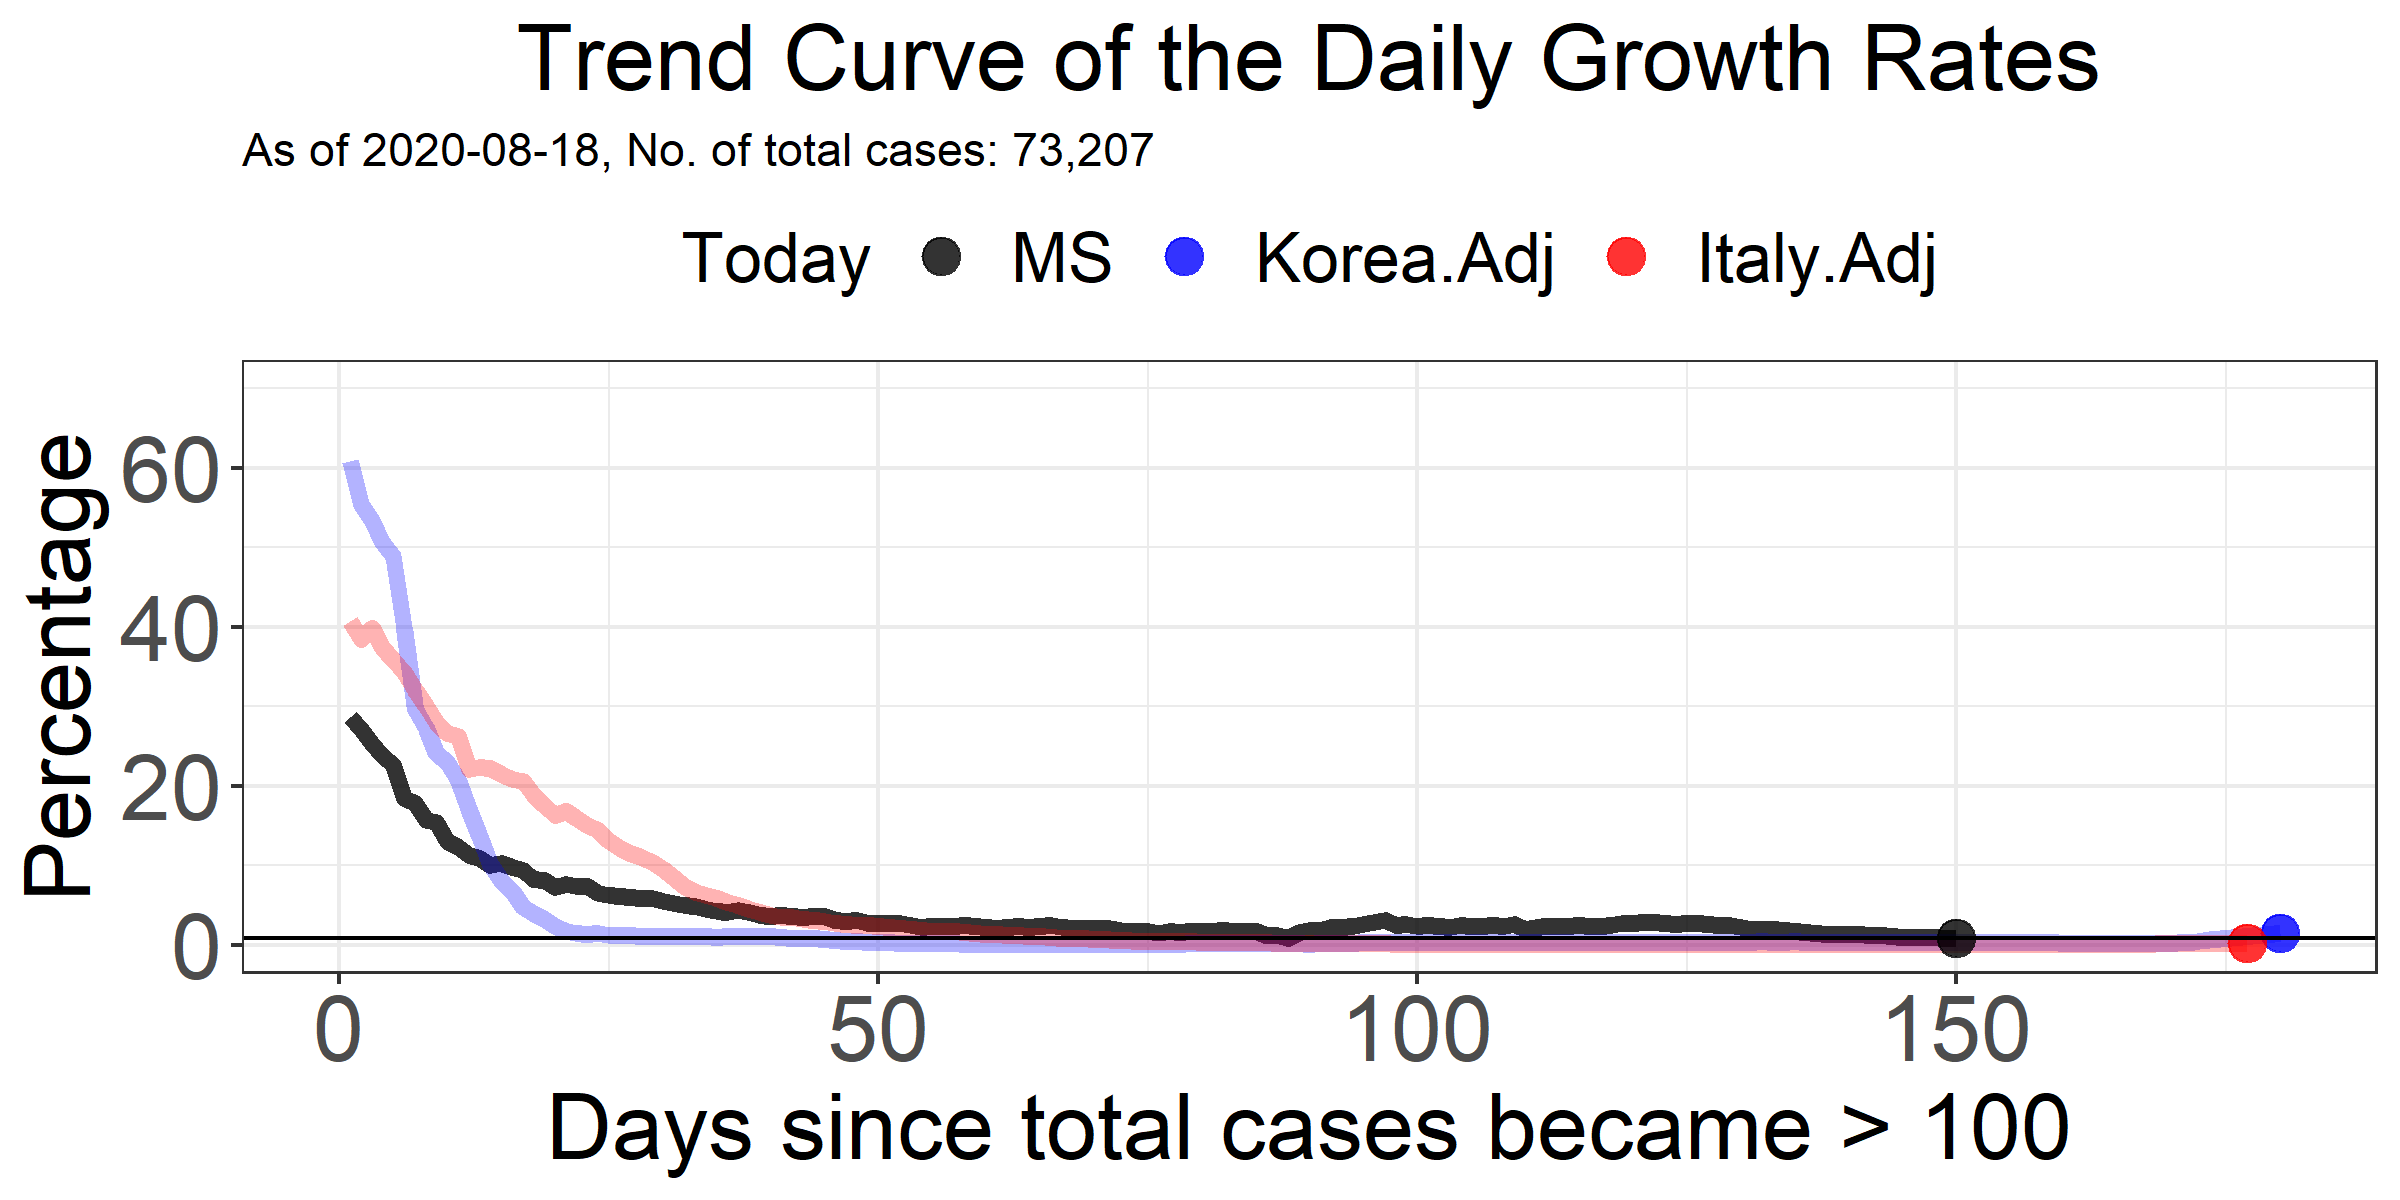 Trend Curve of the Daily Growth Rates
As of 2020-08-18, No. of total cases: 73,207
Today MS Korea.Adj Italy.Adj
Percentage
60
40
20
0
0 50 100 150
Days since total cases became > 100